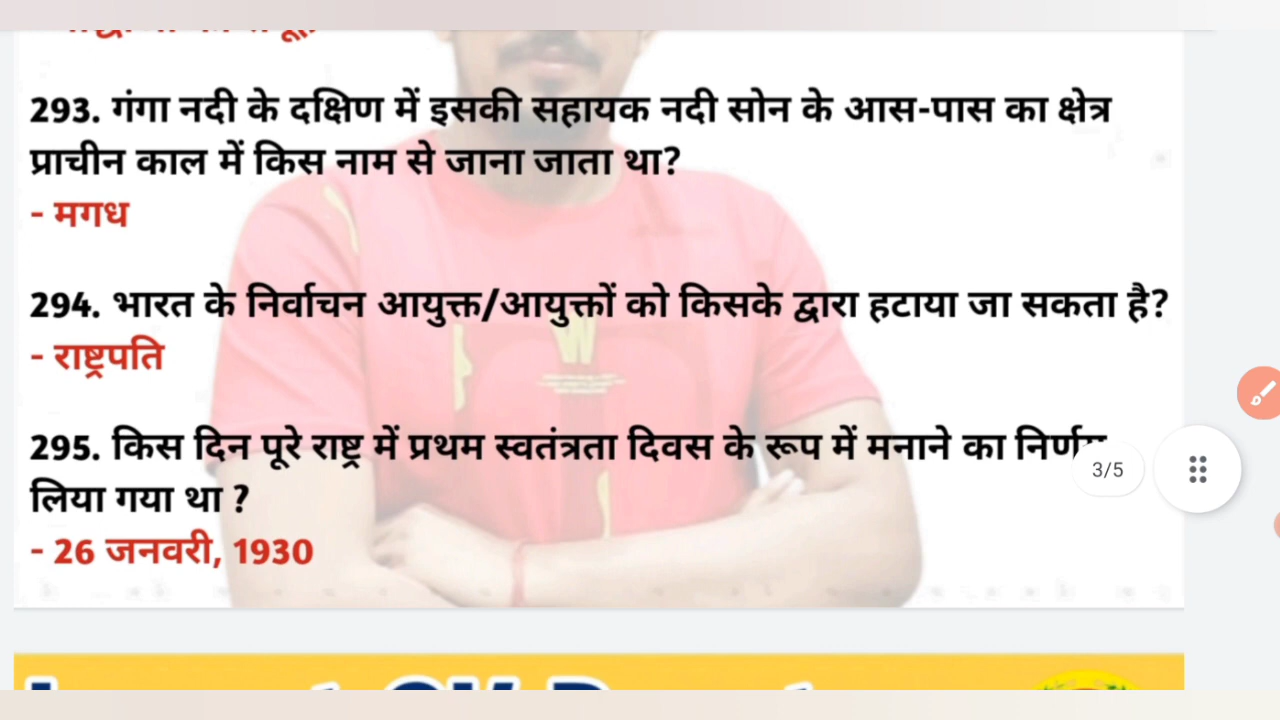 293. गंगा नदी के दक्षिण में इसकी सहायक नदी सोन के आस-पास का क्षेत्र
प्राचीन काल में किस नाम से जाना जाता था?
- मगध
294. भारत के निर्वाचन आयुक्त/आयुक्तों को किसके द्वारा हटाया जा सकता है?
- राष्ट्रपति
295. किस दिन पूरे राष्ट्र में प्रथम स्वतंत्रता दिवस के रूप में मनाने का निर्णय
3/5
लिया गया था ?
- 26 जनवरी, 1930